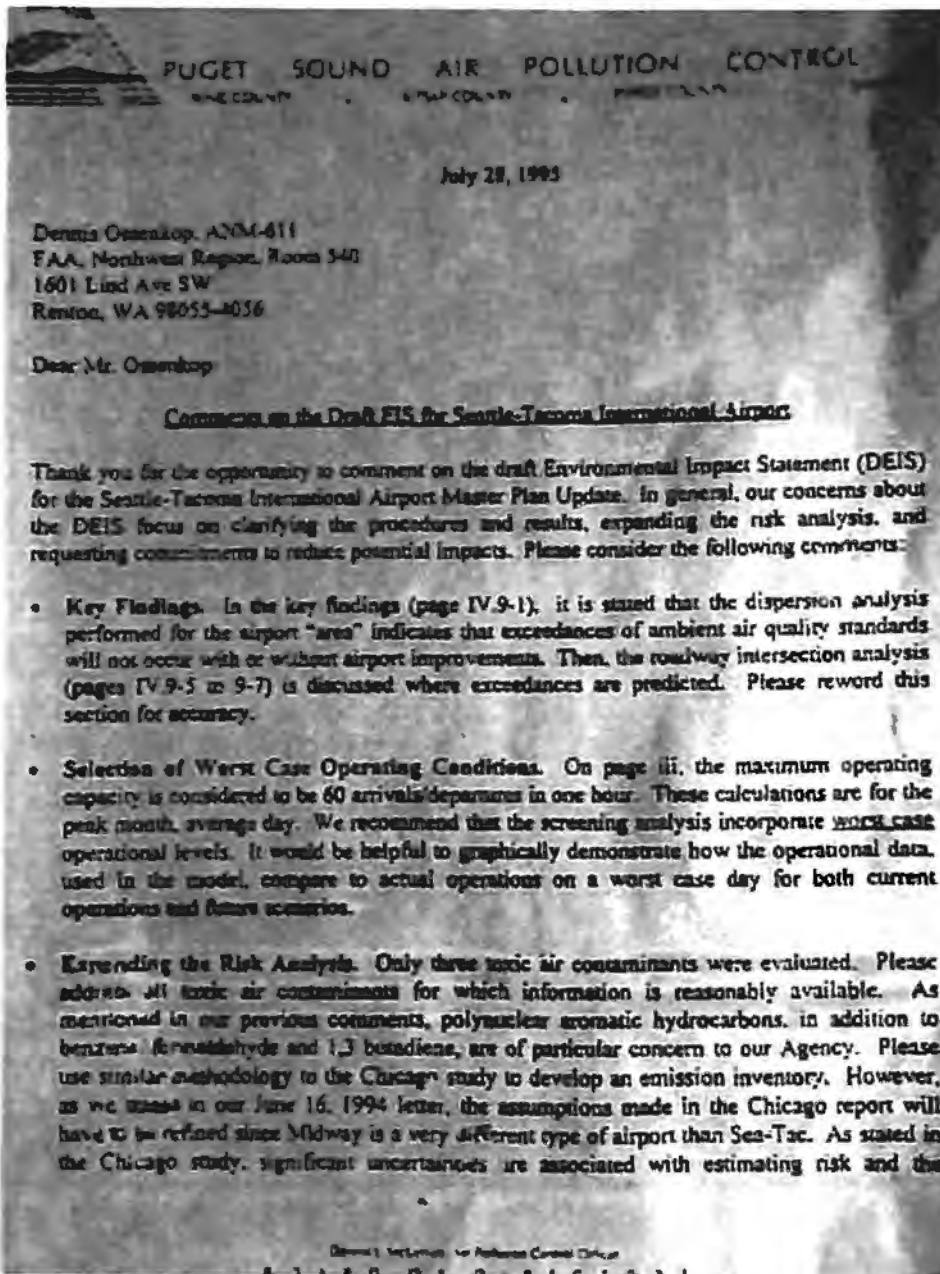 PUGET SOUND AIR POLLUTION CONTROL
KING COUNTY . KITSAP COUNTY .
July 28, 1995
Dennis Ossenkop, ANM-611
FAA, Northwest Region, Room 540
1601 Lind Ave SW
Renton, WA 98055-4056
Dear Mr. Ossenkop
Comments on the Draft EIS for Seattle-Tacoma International Airport
Thank you for the opportunity to comment on the draft Environmental Impact Statement (DEIS)
for the Seattle-Tacoma International Airport Master Plan Update. In general, our concerns about
the DEIS focus on clarifying the procedures and results, expanding the risk analysis, and
requesting commitments to reduce potential impacts. Please consider the following comments:
• Key Findings. In the key findings (page IV.9-1), it is stated that the dispersion analysis
performed for the airport "area" indicates that exceedances of ambient air quality standards
will not occur with or without airport improvements. Then, the roadway intersection analysis
(pages IV.9-5 to 9-7) is discussed where exceedances are predicted. Please reword this
section for accuracy.
• Selection of Worst Case Operating Conditions. On page iii, the maximum operating
capacity is considered to be 60 arrivals/departures in one hour. These calculations are for the
peak month, average day. We recommend that the screening analysis incorporate worst case
operational levels. It would be helpful to graphically demonstrate how the operational data,
used in the model, compare to actual operations on a worst case day for both current
operations and future scenarios.
• Expanding the Risk Analysis. Only three toxic air contaminants were evaluated. Please
address all toxic air contaminants for which information is reasonably available. As
mentioned in our previous comments, polynuclear aromatic hydrocarbons, in addition to
benzene, formaldehyde and 1,3 butadiene, are of particular concern to our Agency. Please
use similar methodology to the Chicago study to develop an emission inventory. However,
as we stated in our June 16, 1994 letter, the assumptions made in the Chicago report will
have to be refined since Midway is a very different type of airport than Sea-Tac. As stated in
the Chicago study, significant uncertainties are associated with estimating risk and the
Air Pollution Control Officer